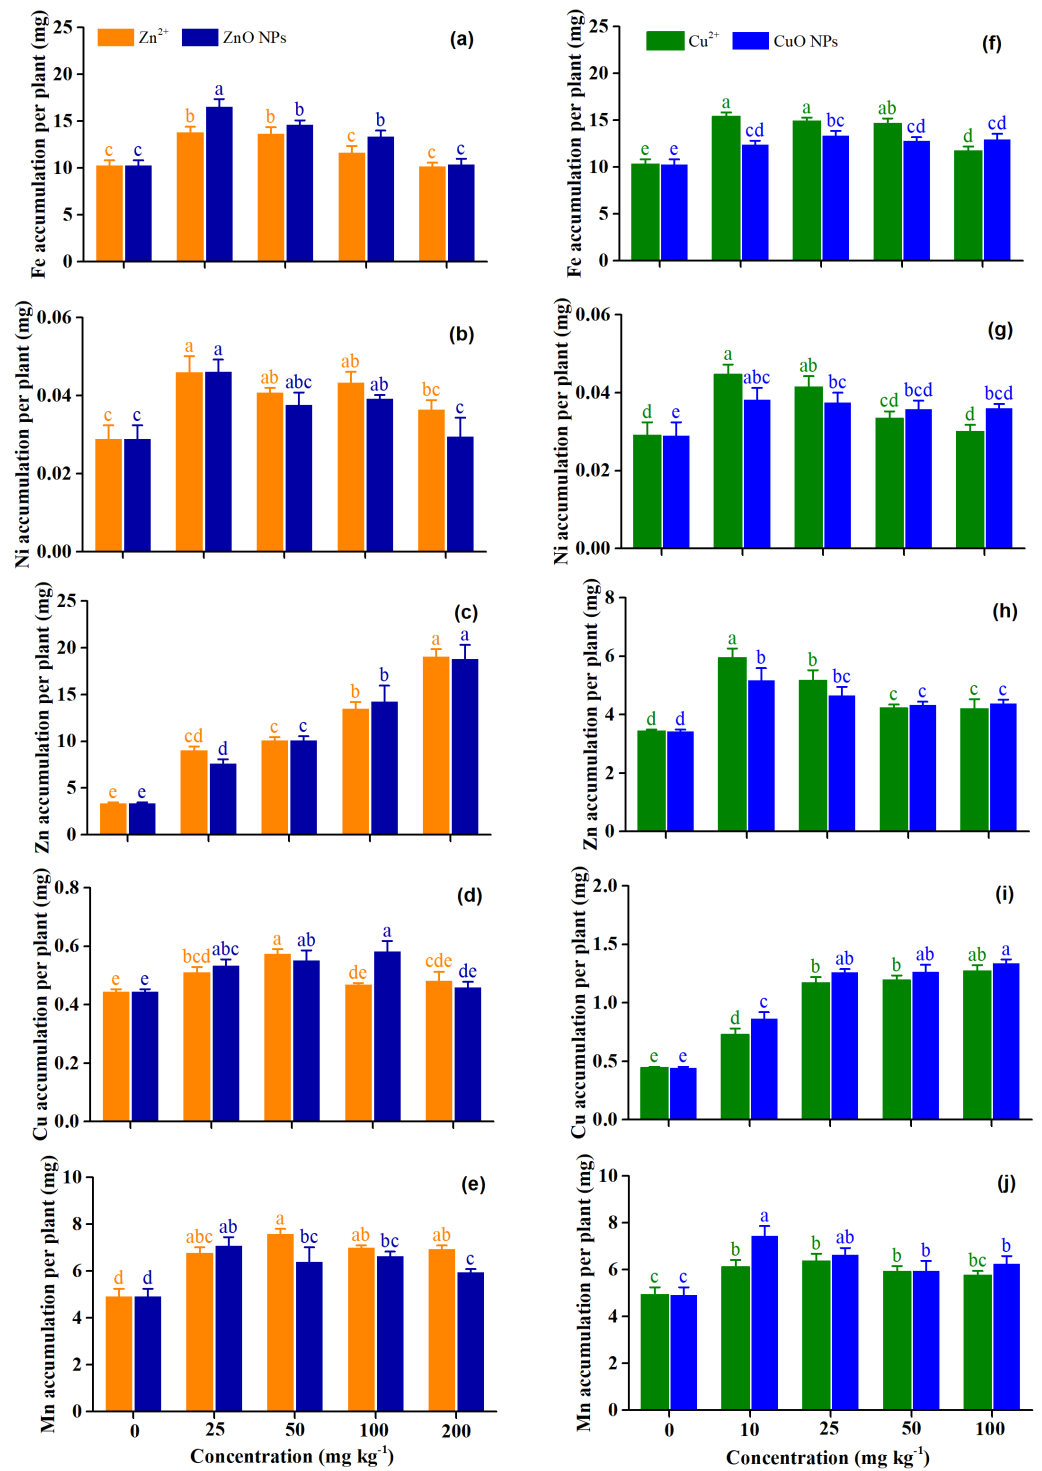 Fe accumulation per plant (mg)
25
20
15
10
5
0
Zn²⁺ ZnO NPs
(a)
c c b a b b c b c c
Fe accumulation per plant (mg)
25
20
15
10
5
0
Cu²⁺ CuO NPs
(f)
e e a cd a bc ab cd d cd
Ni accumulation per plant (mg)
0.06
0.04
0.02
0.00
(b)
c c a a ab abc ab ab bc c
Ni accumulation per plant (mg)
0.06
0.04
0.02
0.00
(g)
d e a abc ab bc cd bcd d bcd
Zn accumulation per plant (mg)
25
20
15
10
5
0
(c)
e e cd d c c b b a a
Zn accumulation per plant (mg)
8
6
4
2
0
(h)
d d a b b bc c c c c
Cu accumulation per plant (mg)
0.8
0.6
0.4
0.2
0.0
(d)
e e bcd abc a ab de a cde de
Cu accumulation per plant (mg)
2.0
1.5
1.0
0.5
0.0
(i)
e e d c b ab b ab ab a
Mn accumulation per plant (mg)
10
8
6
4
2
0
(e)
d d abc ab a bc ab bc ab c
0 25 50 100 200
Concentration (mg kg⁻¹)
Mn accumulation per plant (mg)
10
8
6
4
2
0
(j)
c c b a b ab b b bc b
0 10 25 50 100
Concentration (mg kg⁻¹)